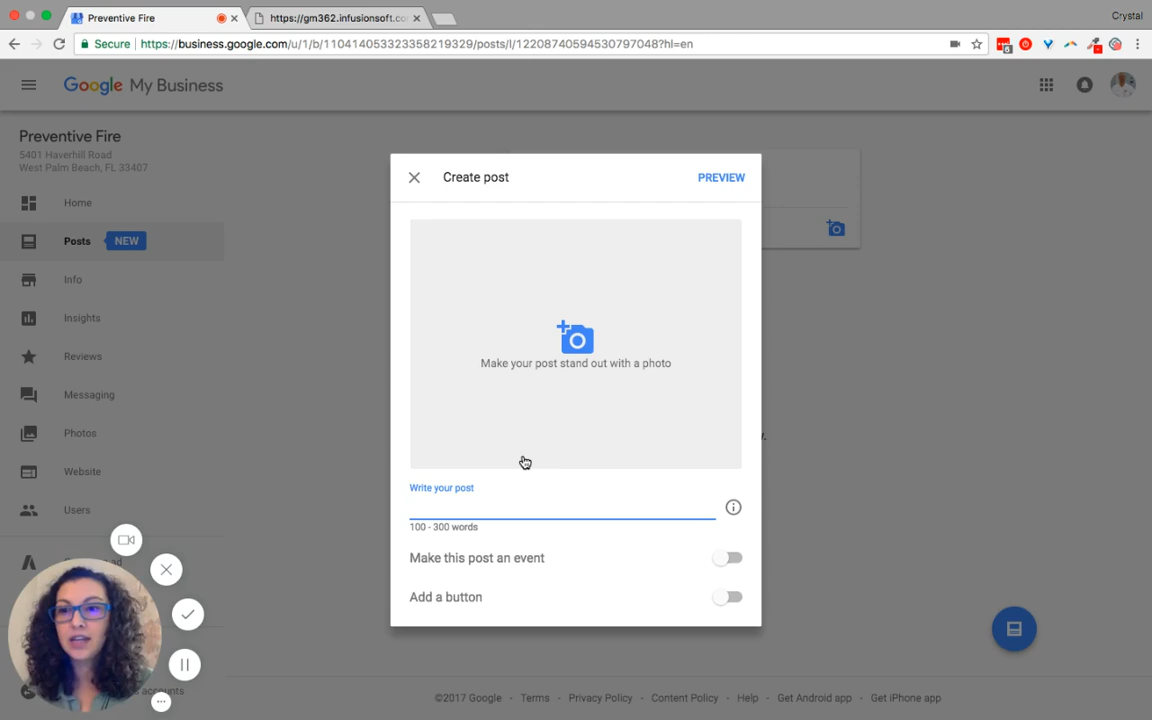 Preventive Fire
https://gm362.infusionsoft.co
Crystal
Secure
https://business.google.com/u/1/b/110414053323358219329/posts/l/12208740594530797048?hl=en
6
Google My Business
Preventive Fire
5401 Haverhill Road
West Palm Beach, FL 33407
Home
Posts
NEW
Info
Insights
Reviews
Messaging
Photos
Website
Users
accounts
Create post
PREVIEW
Make your post stand out with a photo
Write your post
100 - 300 words
Make this post an event
Add a button
©2017 Google - Terms - Privacy Policy - Content Policy - Help - Get Android app - Get iPhone app